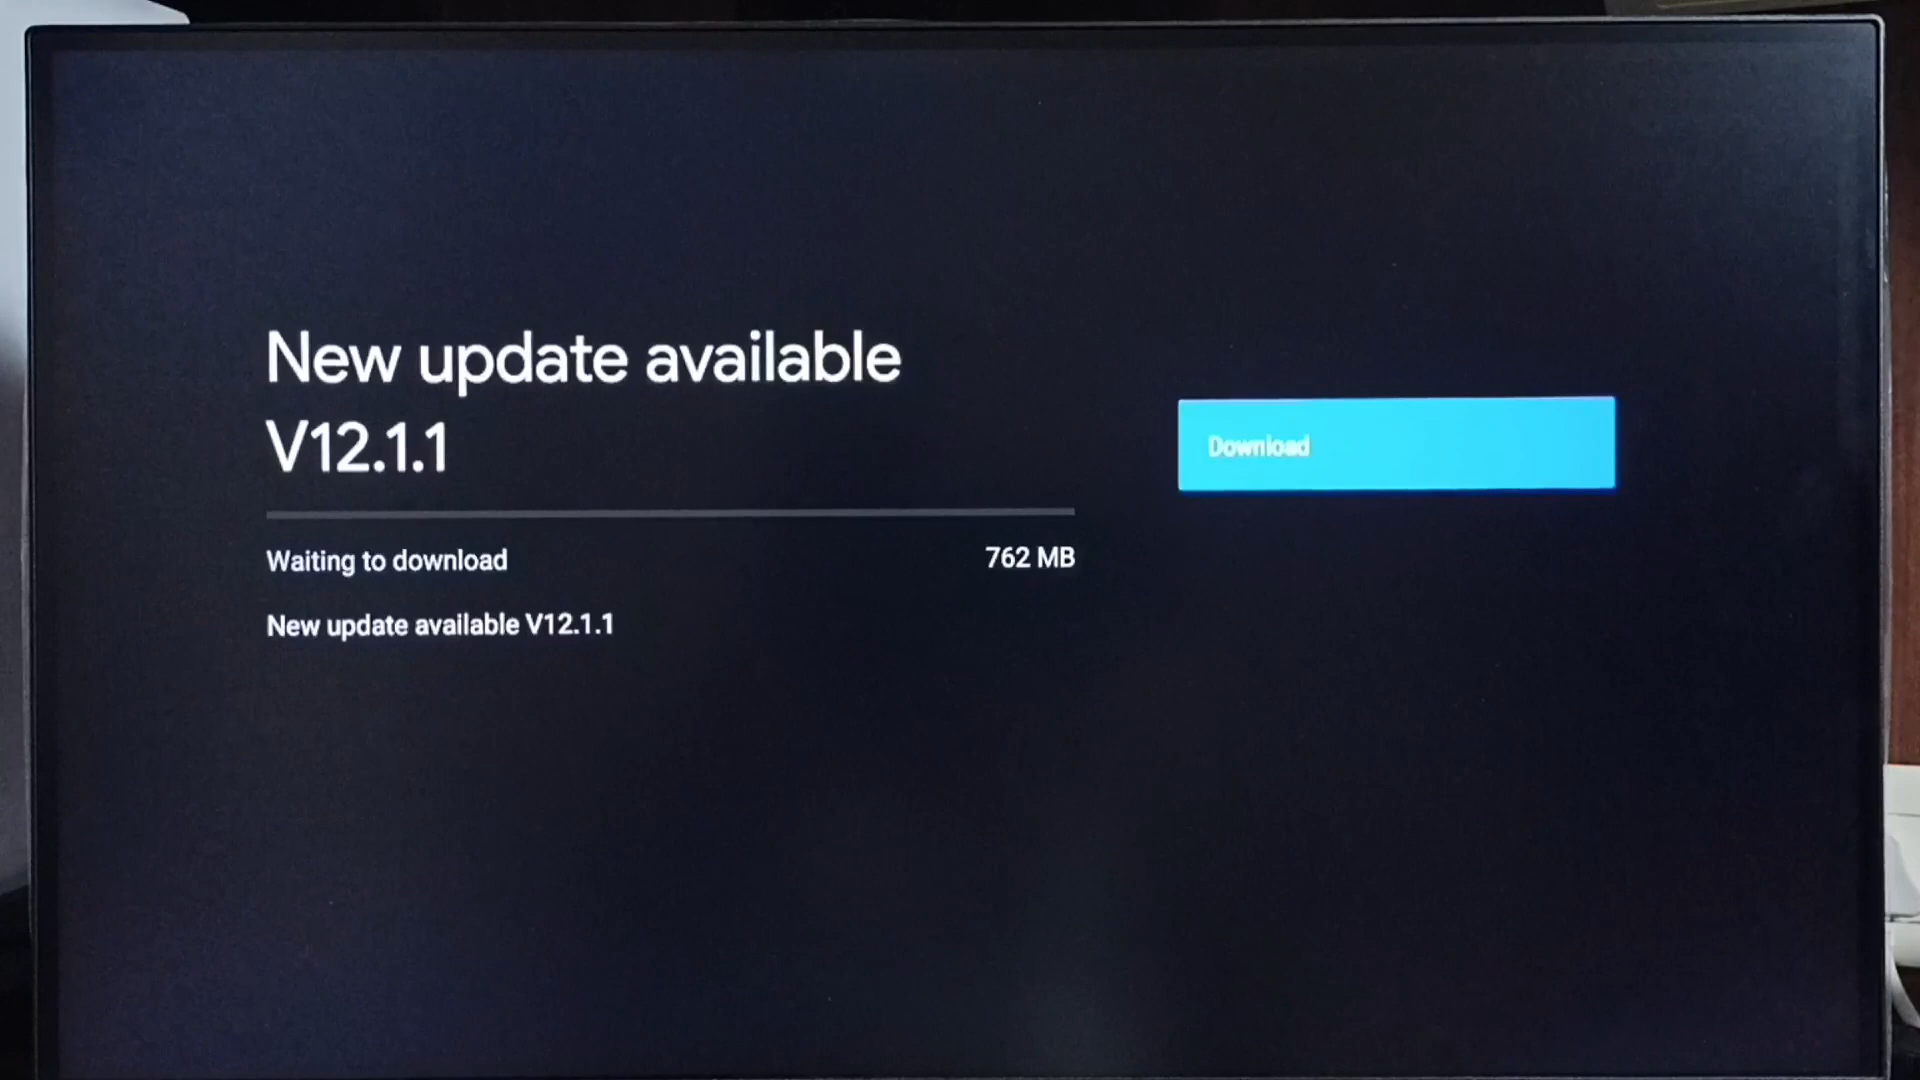 New update available
V12.1.1
Download
Waiting to download 762 MB
New update available V12.1.1